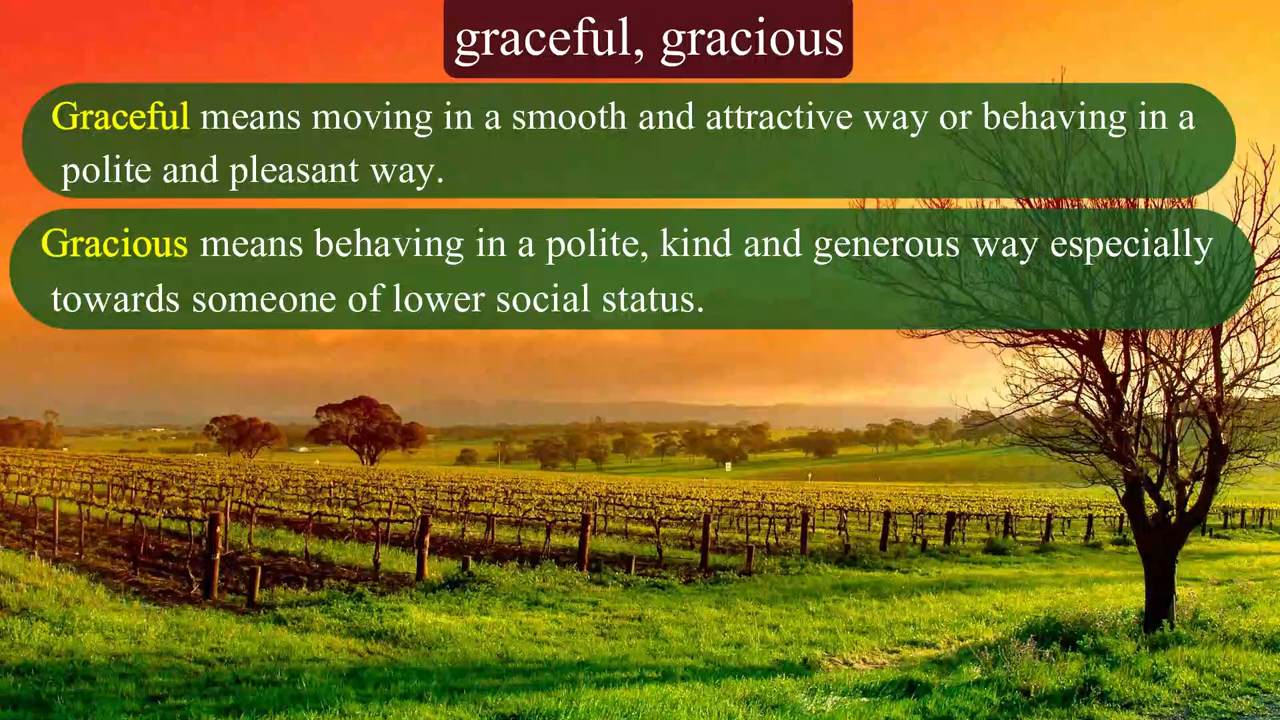 graceful, gracious
Graceful means moving in a smooth and attractive way or behaving in a
polite and pleasant way.
Gracious means behaving in a polite, kind and generous way especially
towards someone of lower social status.